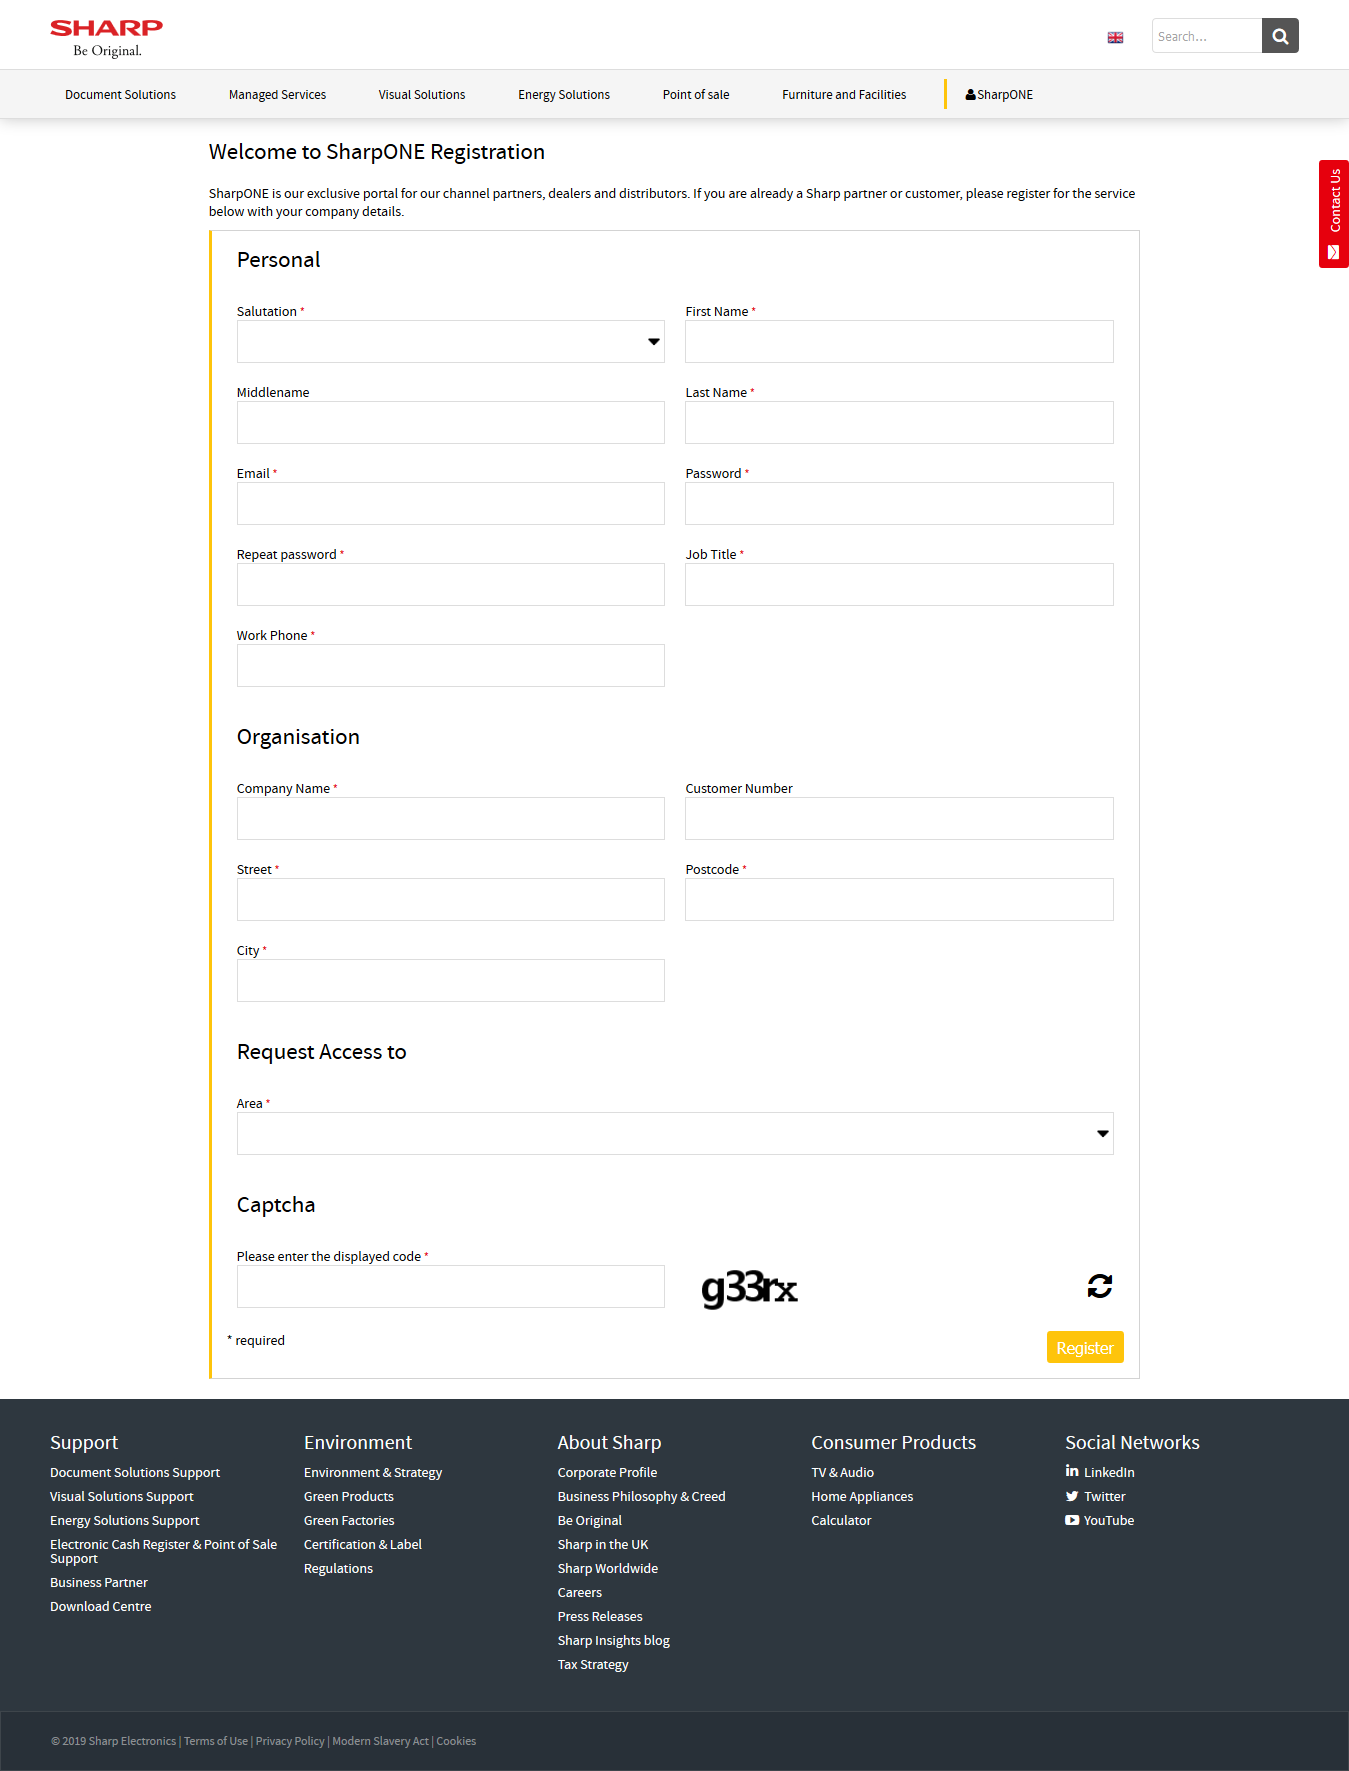 SHARP
Be Original.
Search...
Document Solutions
Managed Services
Visual Solutions
Energy Solutions
Point of sale
Furniture and Facilities
SharpONE
Contact Us
Welcome to SharpONE Registration
SharpONE is our exclusive portal for our channel partners, dealers and distributors. If you are already a Sharp partner or customer, please register for the service
below with your company details.
Personal
Salutation *
First Name *
Middlename
Last Name *
Email *
Password *
Repeat password *
Job Title *
Work Phone *
Organisation
Company Name *
Customer Number
Street *
Postcode *
City *
Request Access to
Area *
Captcha
Please enter the displayed code *
g33rx
* required
Register
Support
Document Solutions Support
Visual Solutions Support
Energy Solutions Support
Electronic Cash Register & Point of Sale
Support
Business Partner
Download Centre
Environment
Environment & Strategy
Green Products
Green Factories
Certification & Label
Regulations
About Sharp
Corporate Profile
Business Philosophy & Creed
Be Original
Sharp in the UK
Sharp Worldwide
Careers
Press Releases
Sharp Insights blog
Tax Strategy
Consumer Products
TV & Audio
Home Appliances
Calculator
Social Networks
LinkedIn
Twitter
YouTube
© 2019 Sharp Electronics | Terms of Use | Privacy Policy | Modern Slavery Act | Cookies